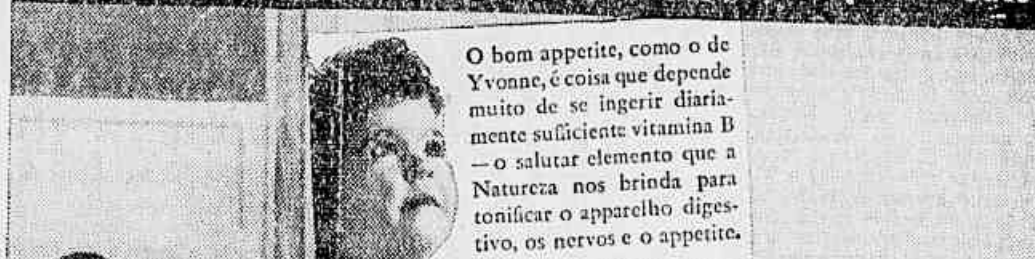 O bom appetite, como o de
Yvonne, é coisa que depende
muito de se ingerir diaria-
mente sufficiente vitamina B
— o salutar elemento que a
Natureza nos brinda para
tonificar o apparelho diges-
tivo, os nervos e o appetite.